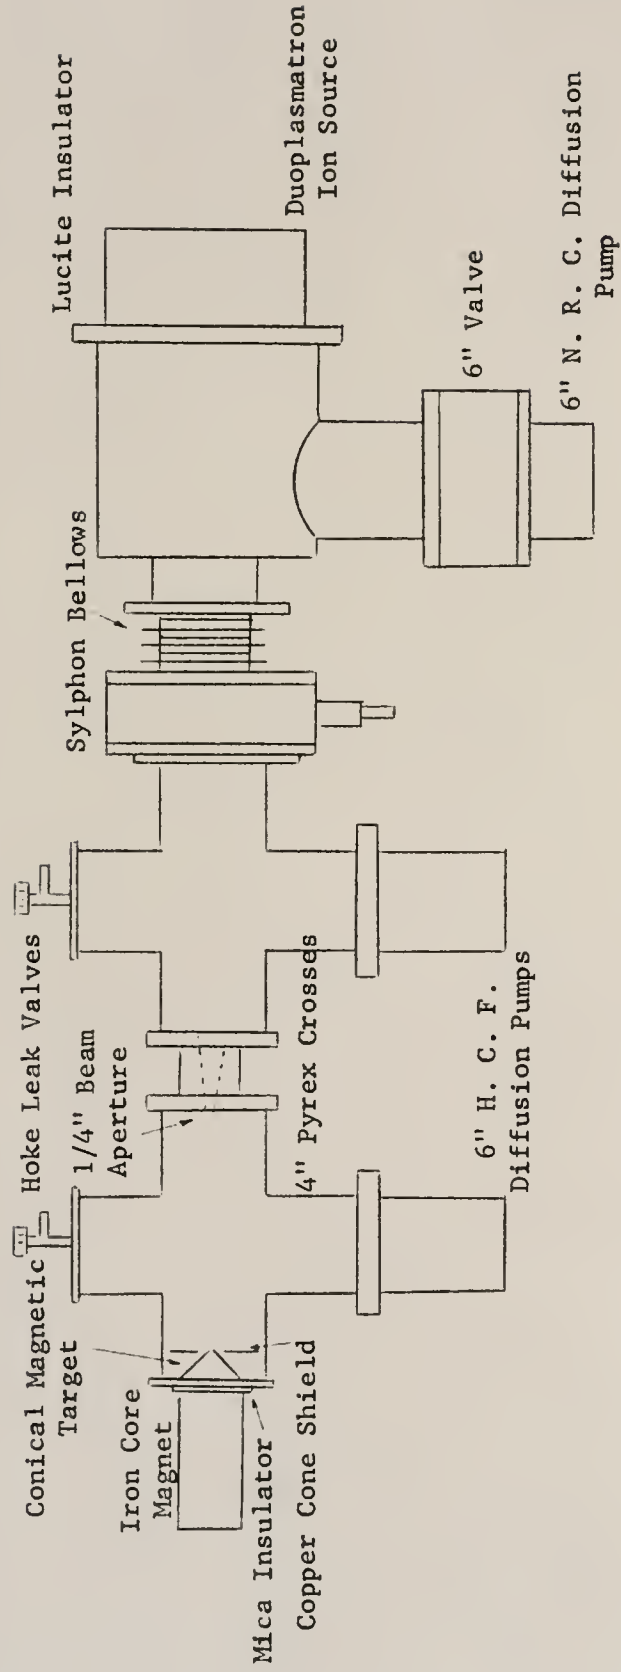 Conical Magnetic
Target
Iron Core
Magnet
Mica Insulator
Copper Cone Shield
Hoke Leak Valves
1/4" Beam
Aperture
4" Pyrex Crosses
6" H. C. F.
Diffusion Pumps
Sylphon Bellows
Lucite Insulator
Duoplasmatron
Ion Source
6" Valve
6" N. R. C. Diffusion
Pump